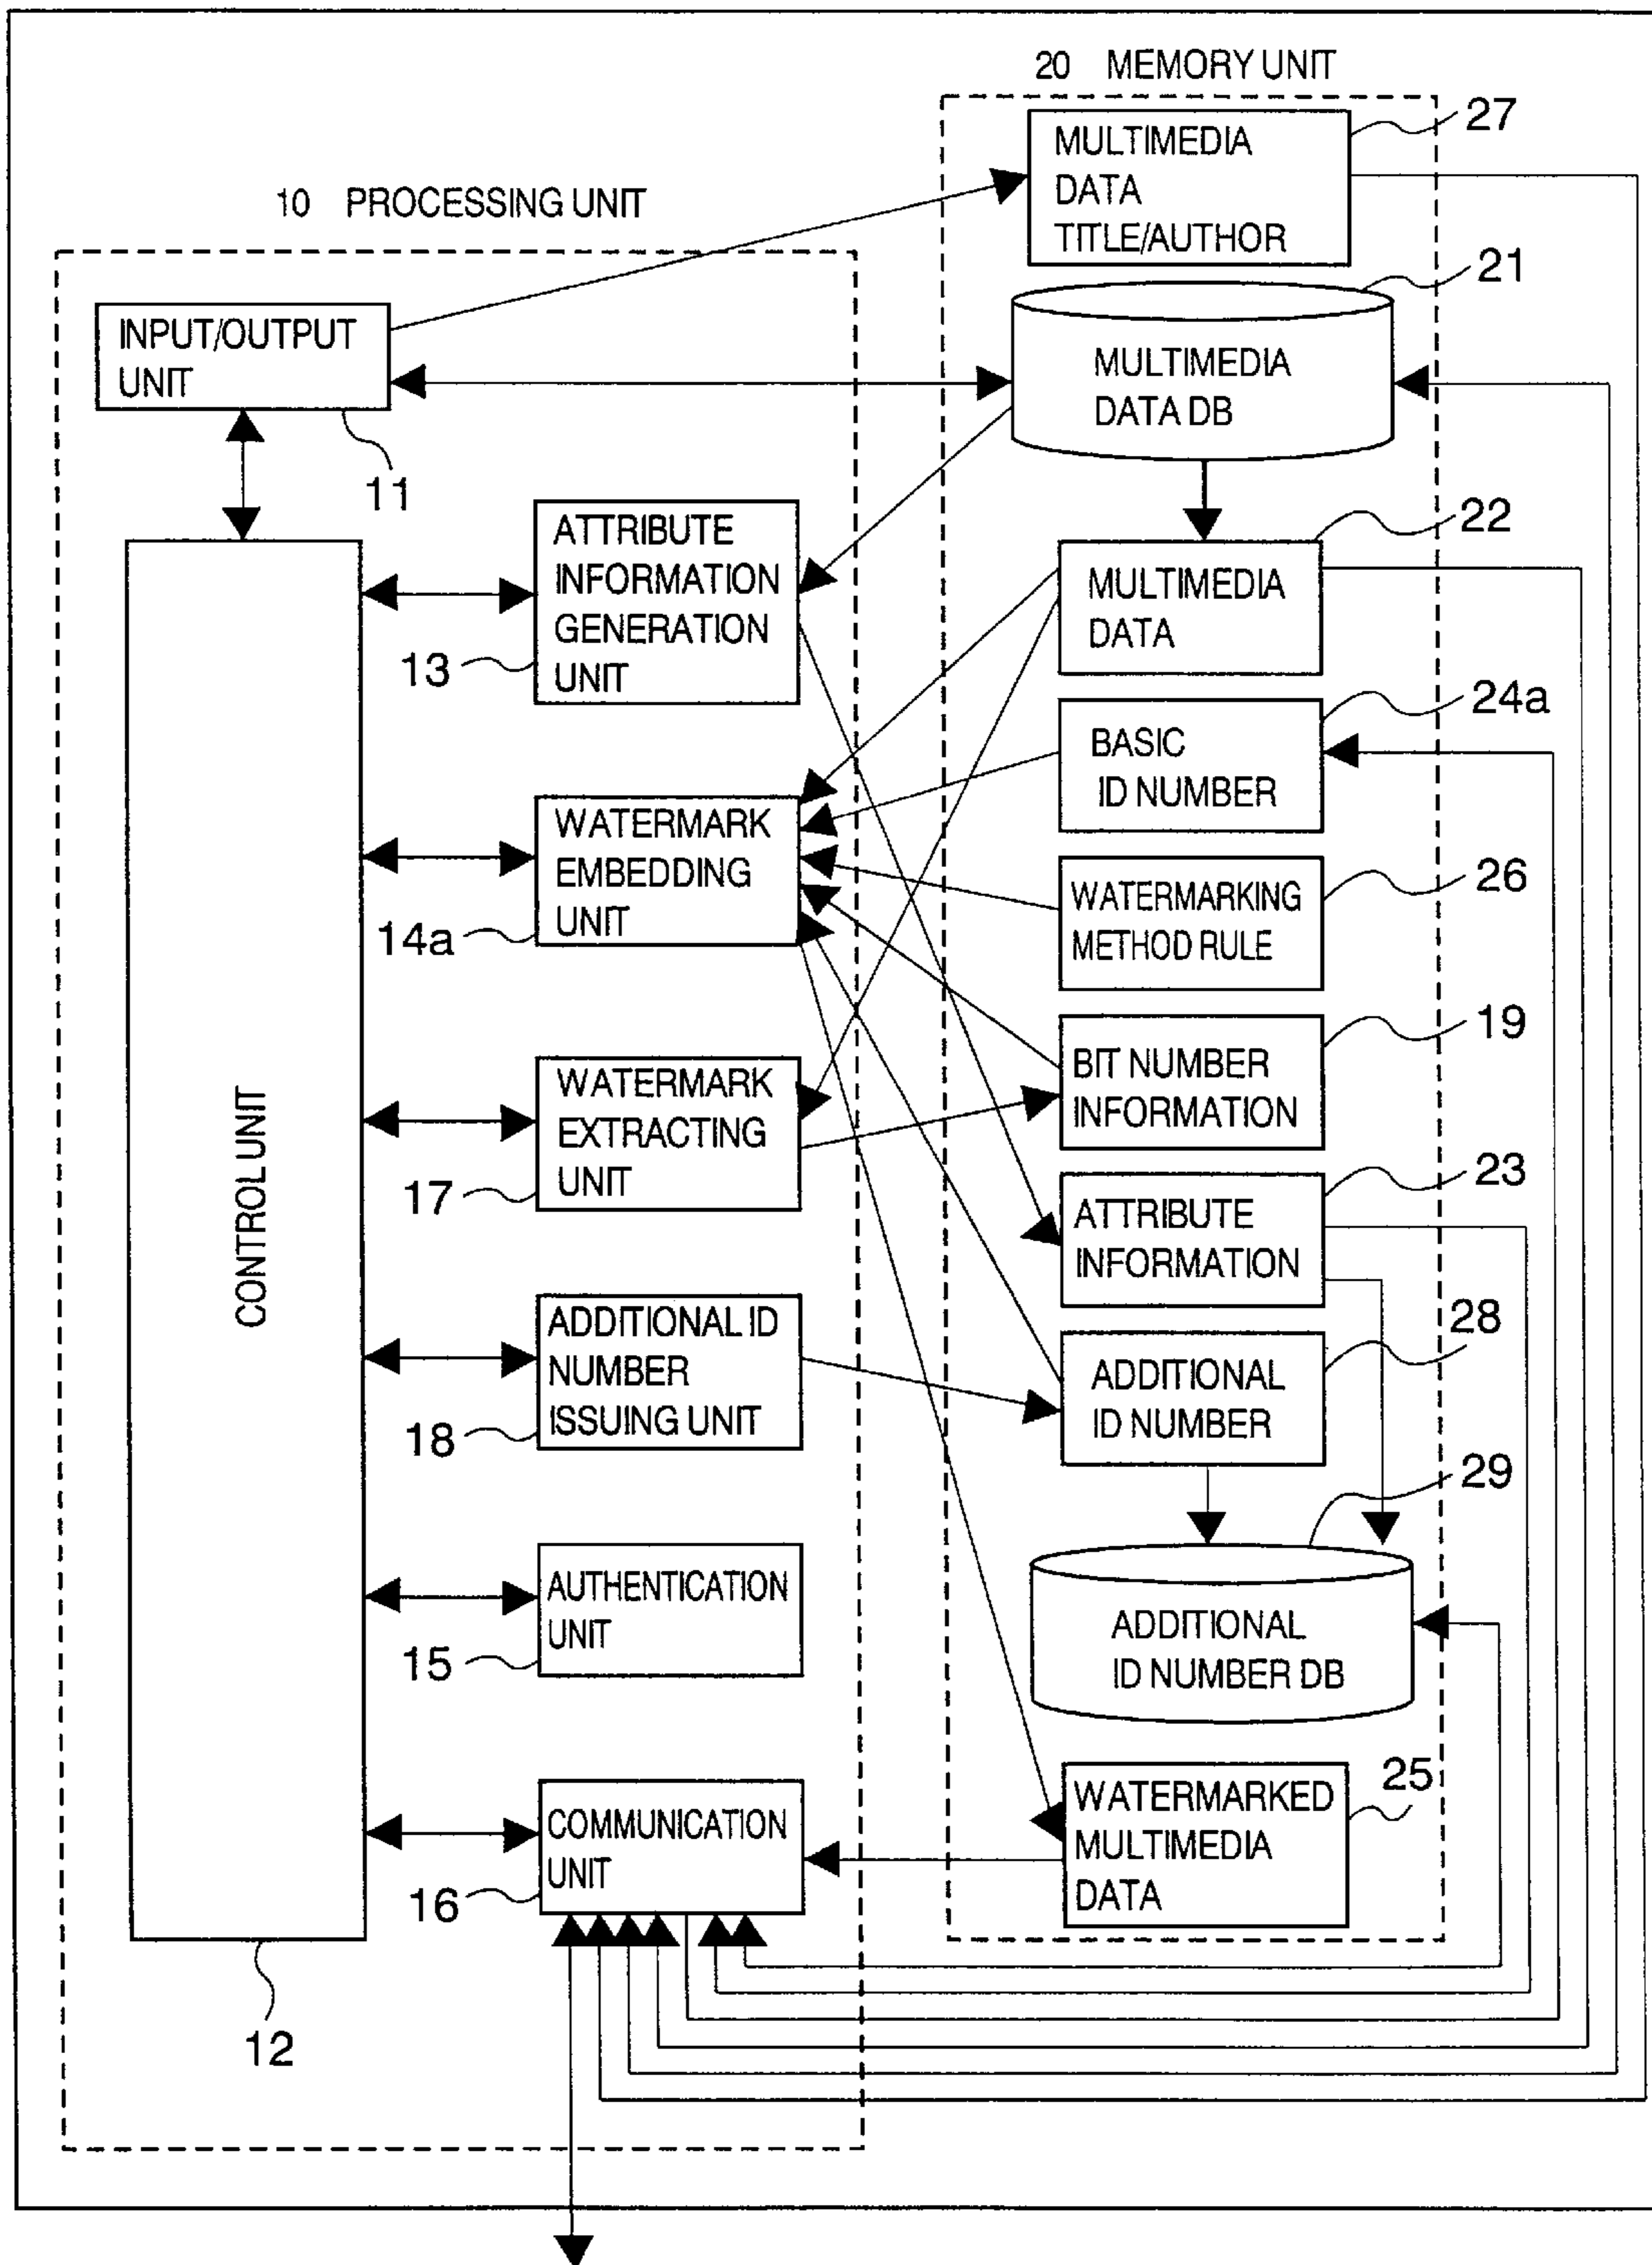 20 MEMORY UNIT
27
MULTIMEDIA
DATA
TITLE/AUTHOR
10 PROCESSING UNIT
21
INPUT/OUTPUT
UNIT
11
MULTIMEDIA
DATA DB
22
MULTIMEDIA
DATA
ATTRIBUTE
INFORMATION
GENERATION
UNIT
13
24a
BASIC
ID NUMBER
WATERMARK
EMBEDDING
UNIT
14a
26
WATERMARKING
METHOD RULE
19
BIT NUMBER
INFORMATION
WATERMARK
EXTRACTING
UNIT
17
CONTROL UNIT
23
ATTRIBUTE
INFORMATION
28
ADDITIONAL ID
NUMBER
ISSUING UNIT
18
ADDITIONAL
ID NUMBER
29
AUTHENTICATION
UNIT
15
ADDITIONAL
ID NUMBER DB
25
WATERMARKED
MULTIMEDIA
DATA
COMMUNICATION
UNIT
16
12